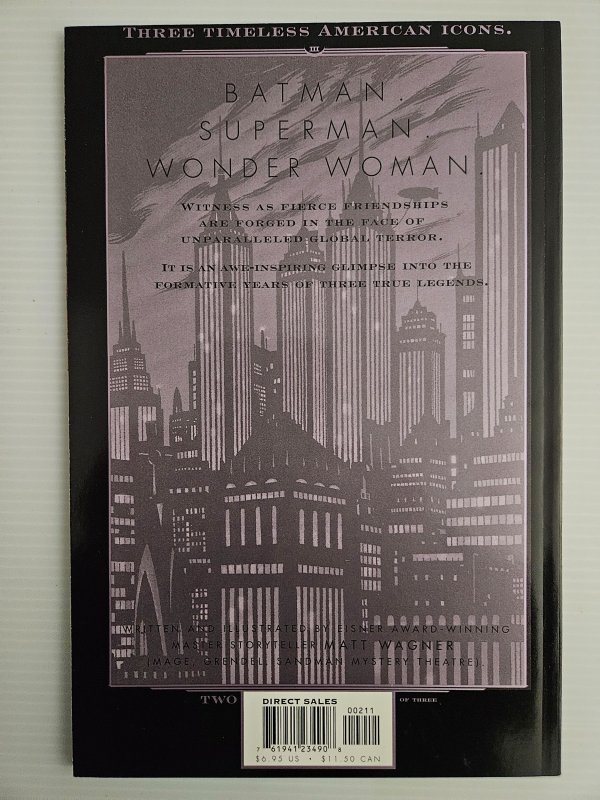 THREE TIMELESS AMERICAN ICONS.
III
BATMAN.
SUPERMAN.
WONDER WOMAN.
WITNESS AS FIERCE FRIENDSHIPS
ARE FORGED IN THE FACE OF
UNPARALLELED GLOBAL TERROR.
IT IS AN AWE-INSPIRING GLIMPSE INTO THE
FORMATIVE YEARS OF THREE TRUE LEGENDS.
WRITTEN AND ILLUSTRATED BY EISNER AWARD-WINNING
MASTER STORYTELLER MATT WAGNER
(MAGE, GRENDEL, SANDMAN MYSTERY THEATRE).
TWO OF THREE
DIRECT SALES
00211
7 61941 23490 8
$6.95 US • $11.50 CAN